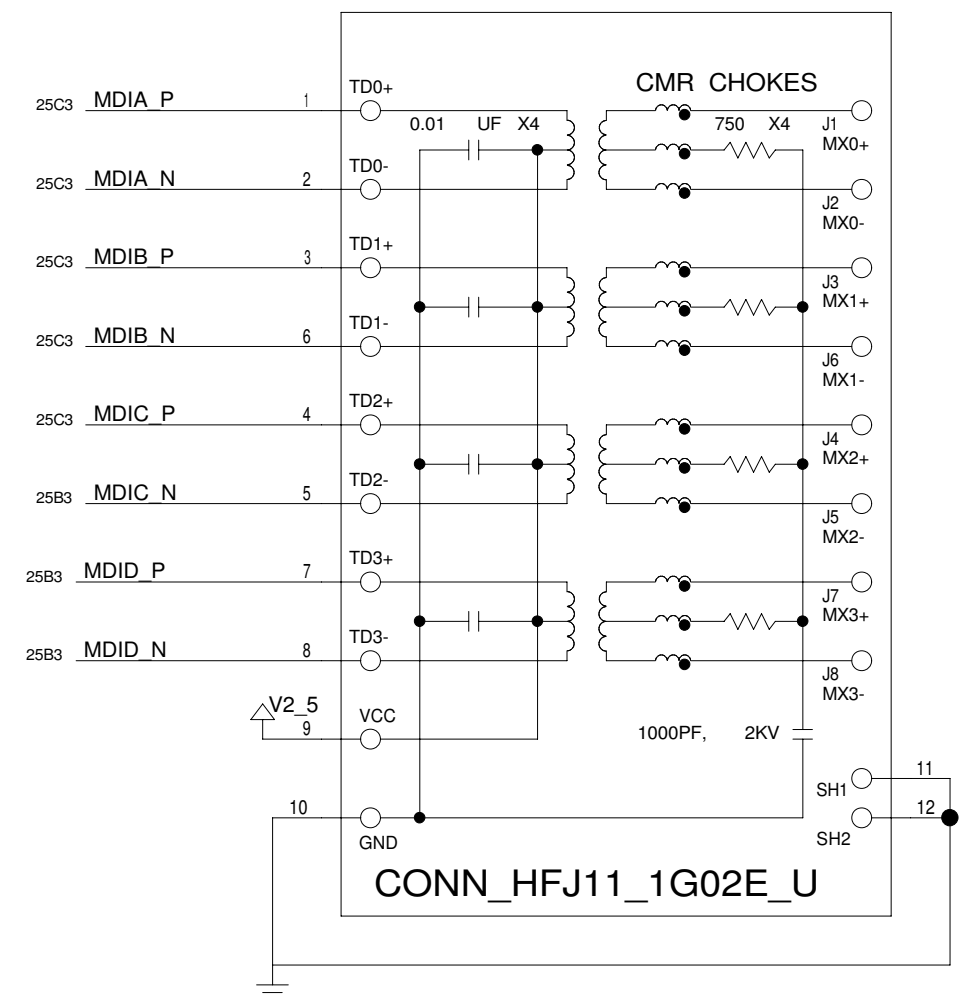 CMR CHOKES
25C3 MDIA_P 1 TD0+
0.01 UF X4 750 X4
J1
MX0+
25C3 MDIA_N 2 TD0-
J2
MX0-
25C3 MDIB_P 3 TD1+
J3
MX1+
25C3 MDIB_N 6 TD1-
J6
MX1-
25C3 MDIC_P 4 TD2+
J4
MX2+
25B3 MDIC_N 5 TD2-
J5
MX2-
25B3 MDID_P 7 TD3+
J7
MX3+
25B3 MDID_N 8 TD3-
J8
MX3-
V2_5
9 VCC
1000PF, 2KV
SH1 11
10 GND
SH2 12
CONN_HFJ11_1G02E_U